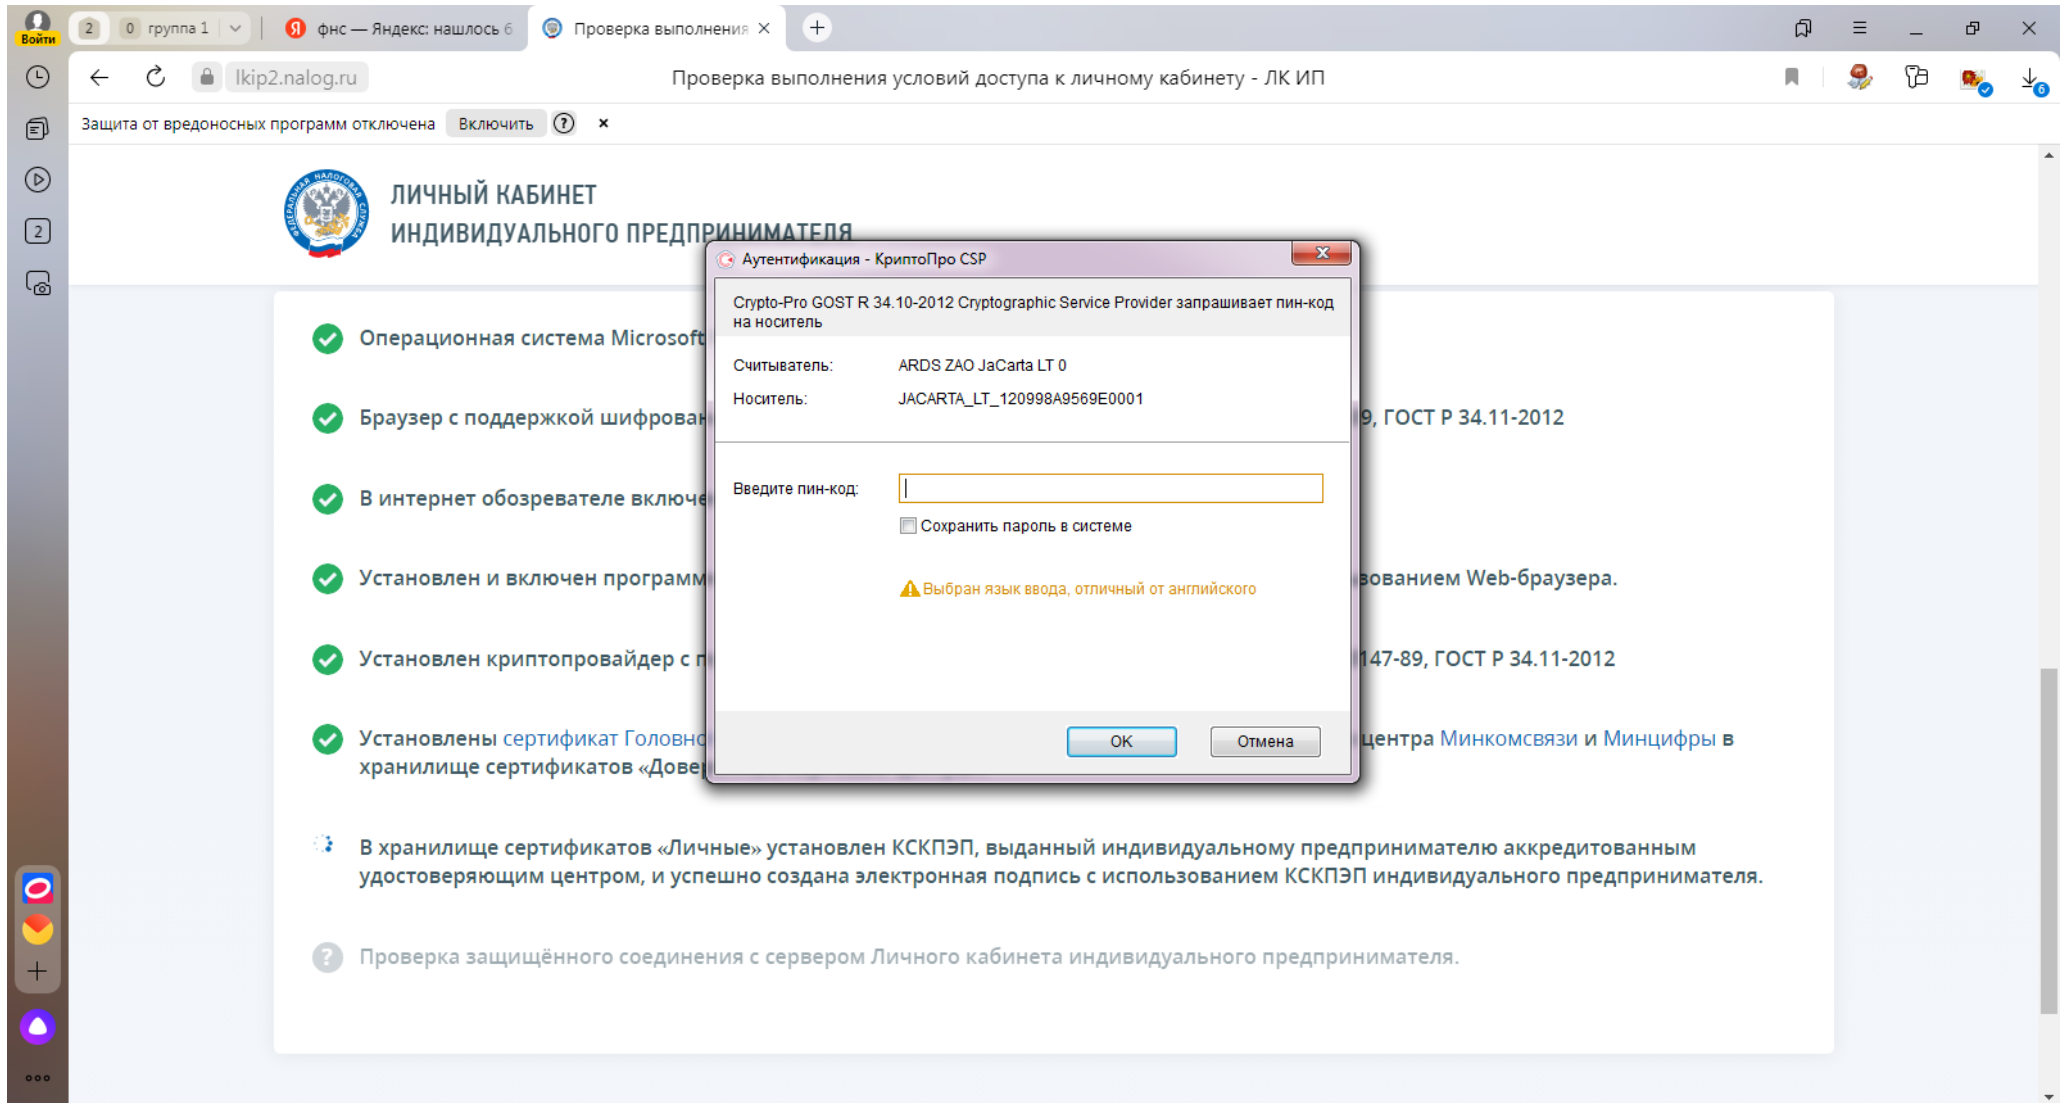 Войти
2
0 группа 1
фнс — Яндекс: нашлось 6
Проверка выполнения
lkip2.nalog.ru
Проверка выполнения условий доступа к личному кабинету - ЛК ИП
6
Защита от вредоносных программ отключена
Включить
2
ФЕДЕРАЛЬНАЯ НАЛОГОВАЯ СЛУЖБА
ЛИЧНЫЙ КАБИНЕТ
ИНДИВИДУАЛЬНОГО ПРЕДПРИНИМАТЕЛЯ
Аутентификация - КриптоПро CSP
Crypto-Pro GOST R 34.10-2012 Cryptographic Service Provider запрашивает пин-код
на носитель
Считыватель: ARDS ZAO JaCarta LT 0
Носитель: JACARTA_LT_120998A9569E0001
Введите пин-код:
Сохранить пароль в системе
Выбран язык ввода, отличный от английского
OK
Отмена
Операционная система Microsoft
Браузер с поддержкой шифрован
9, ГОСТ Р 34.11-2012
В интернет обозревателе включе
Установлен и включен программ
зованием Web-браузера.
Установлен криптопровайдер с п
147-89, ГОСТ Р 34.11-2012
Установлены сертификат Головно
центра Минкомсвязи и Минцифры в
хранилище сертификатов «Довер
В хранилище сертификатов «Личные» установлен КСКПЭП, выданный индивидуальному предпринимателю аккредитованным
удостоверяющим центром, и успешно создана электронная подпись с использованием КСКПЭП индивидуального предпринимателя.
Проверка защищённого соединения с сервером Личного кабинета индивидуального предпринимателя.